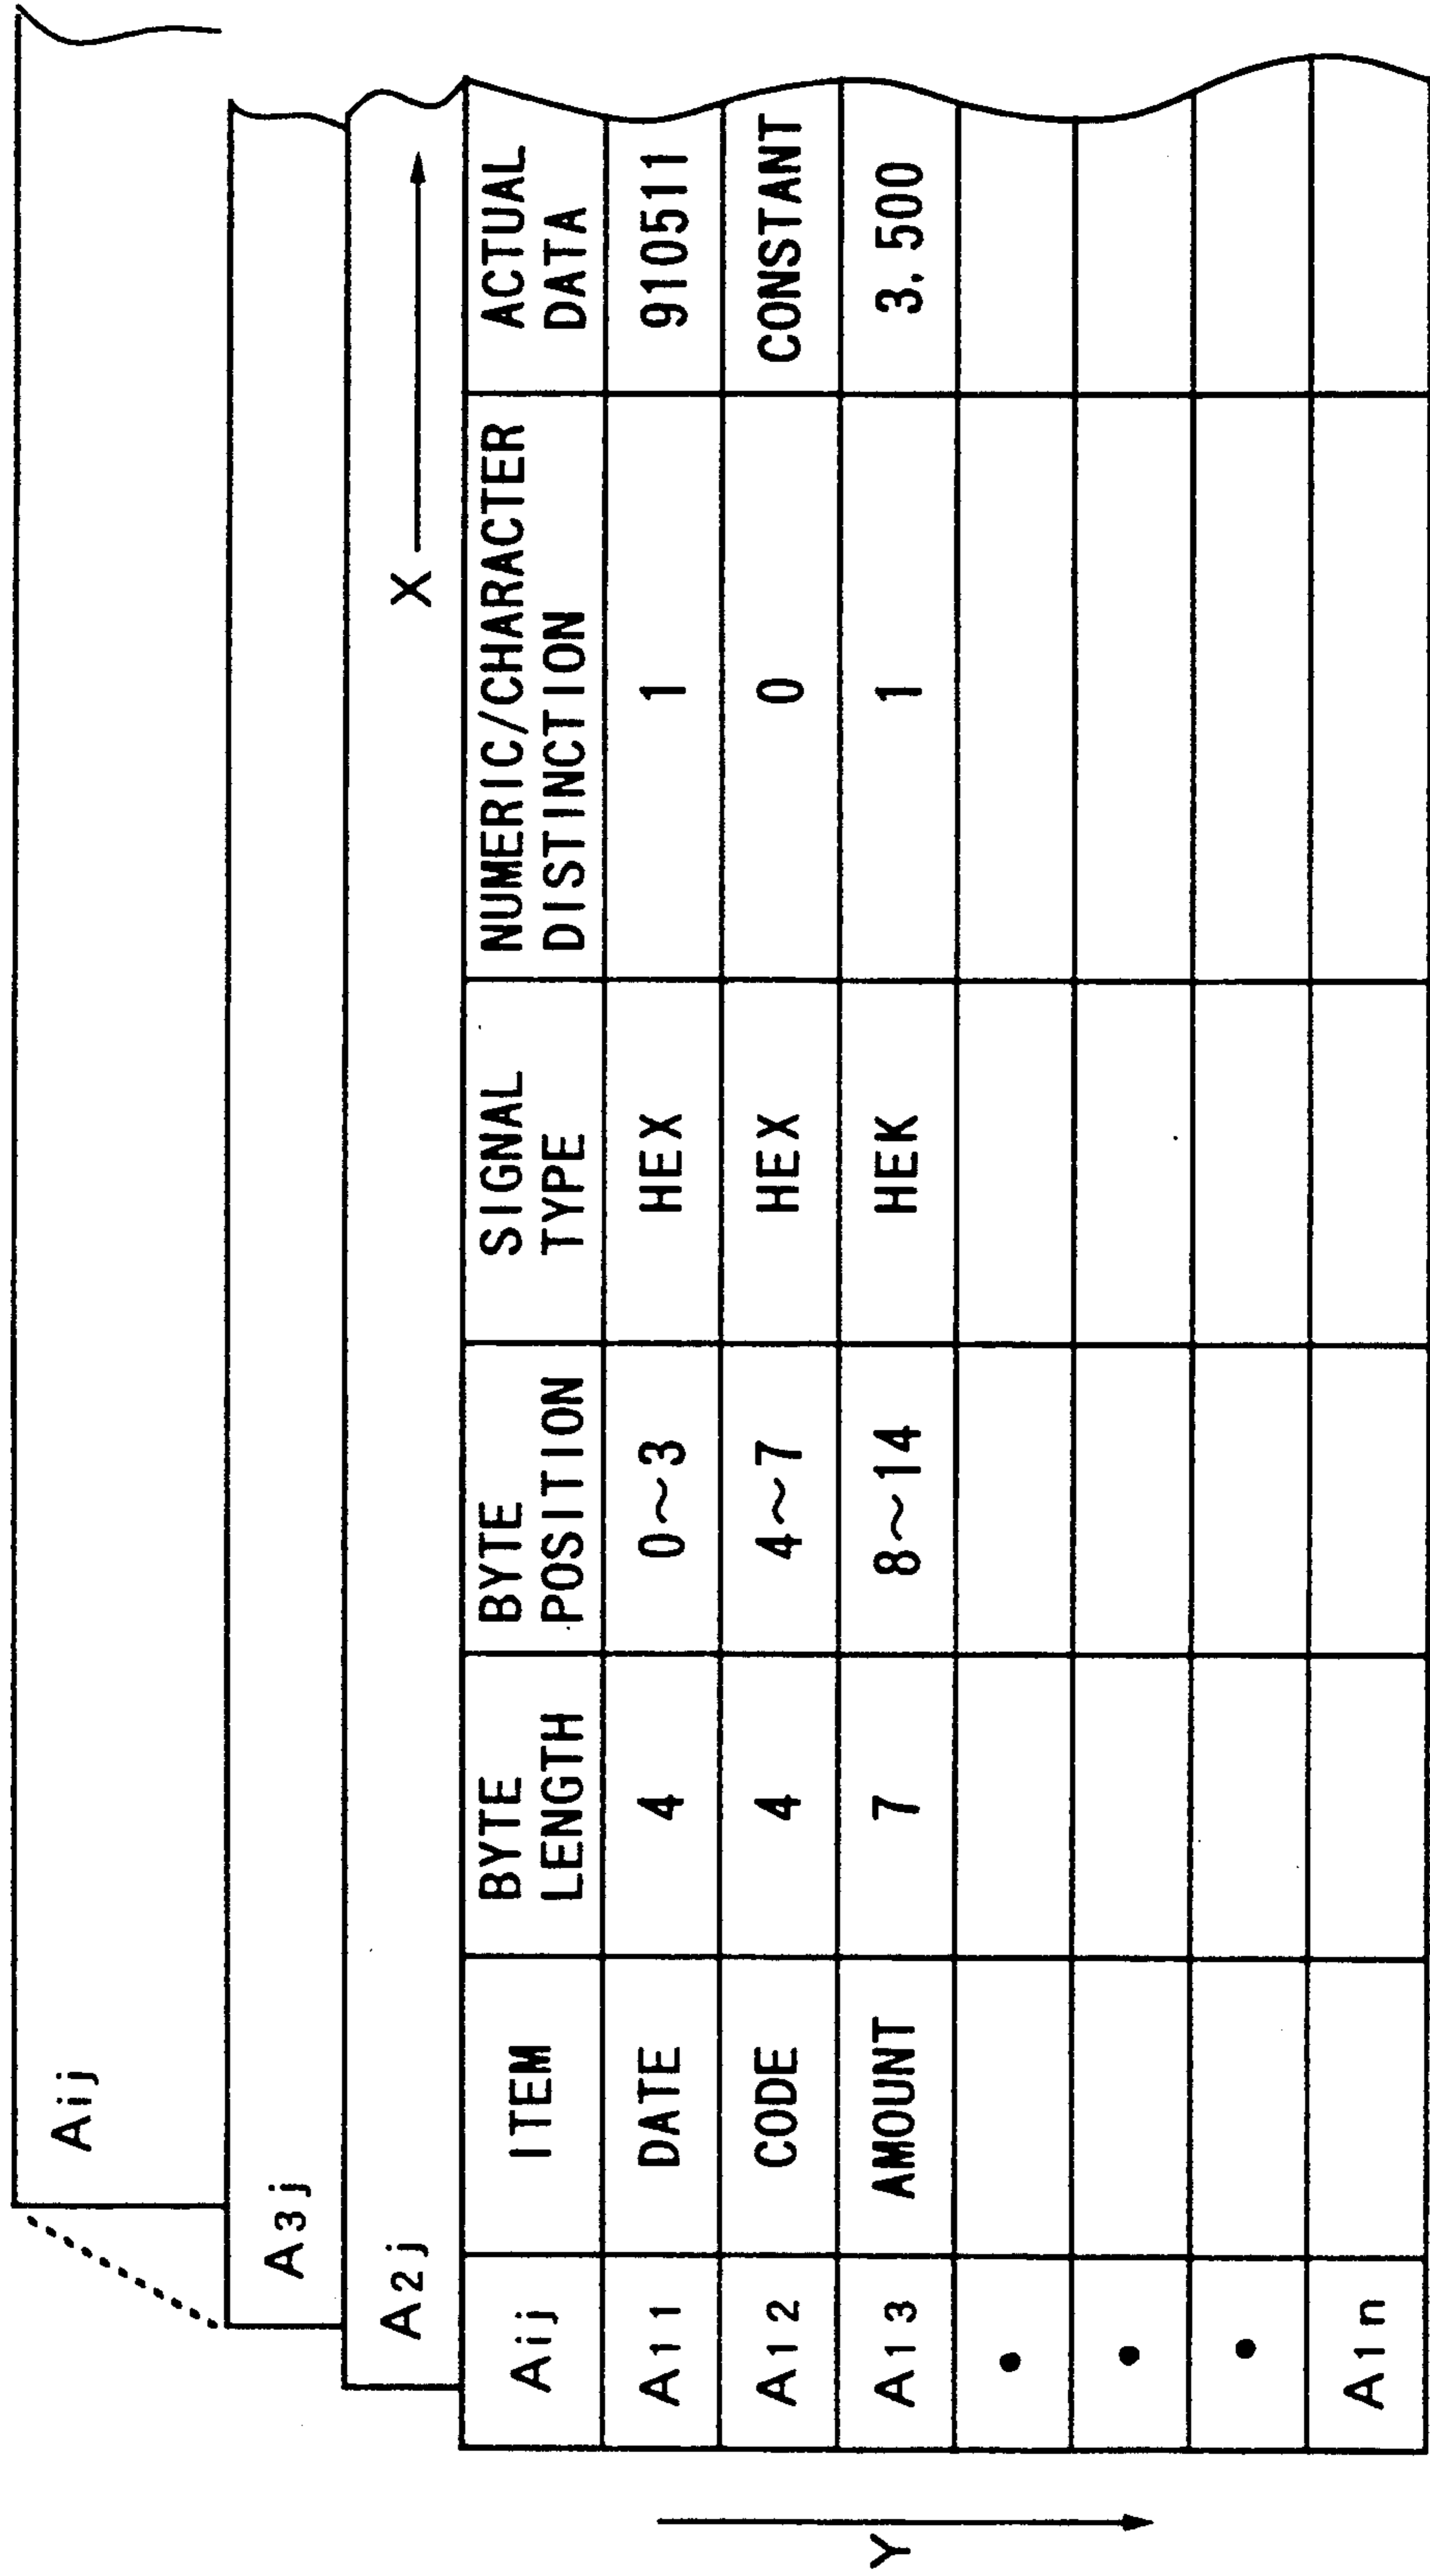 Aij
A3j
A2j
X
Aij ITEM BYTE LENGTH BYTE POSITION SIGNAL TYPE NUMERIC/CHARACTER DISTINCTION ACTUAL DATA
A11 DATE 4 0~3 HEX 1 910511
A12 CODE 4 4~7 HEX 0 CONSTANT
A13 AMOUNT 7 8~14 HEK 1 3,500
•
•
•
A1n
Y